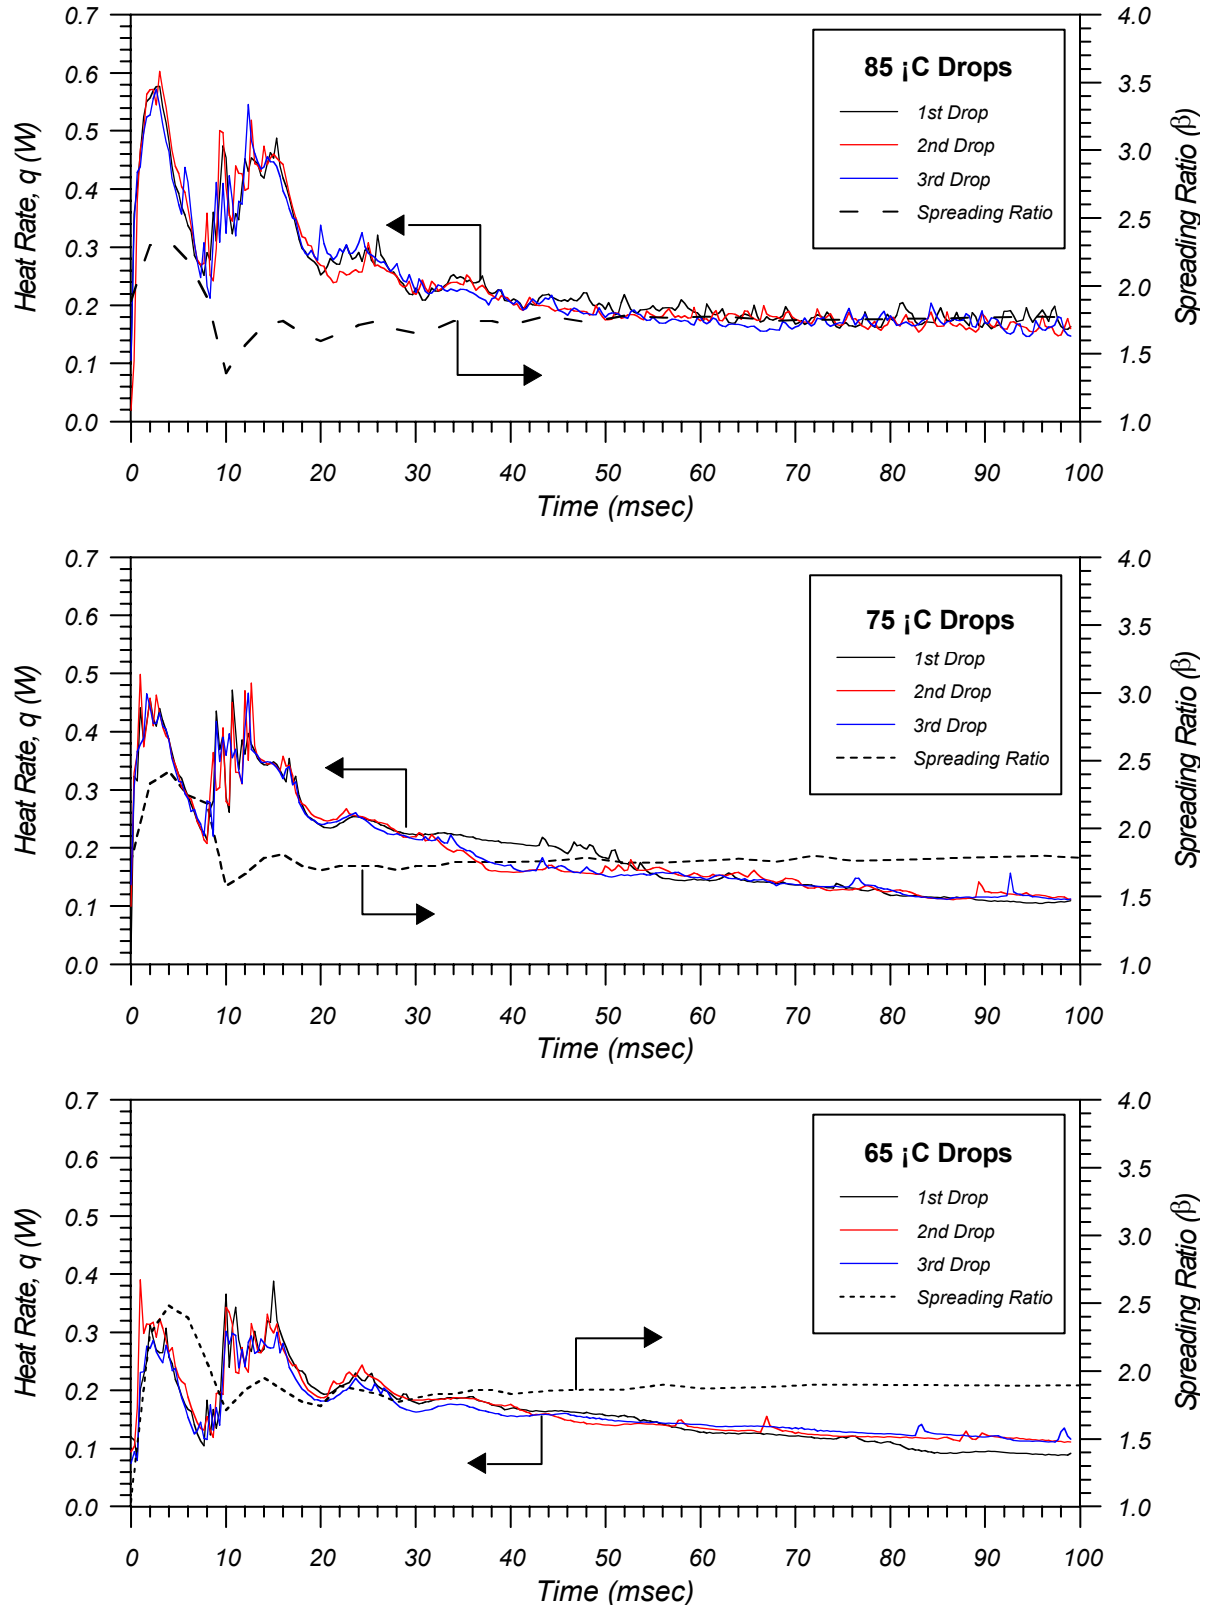 0.7
0.6
0.5
0.4
0.3
0.2
0.1
0.0
Heat Rate, q (W)
4.0
3.5
3.0
2.5
2.0
1.5
1.0
Spreading Ratio (β)
85 ¡C Drops
1st Drop
2nd Drop
3rd Drop
Spreading Ratio
0 10 20 30 40 50 60 70 80 90 100
Time (msec)
0.7
0.6
0.5
0.4
0.3
0.2
0.1
0.0
Heat Rate, q (W)
4.0
3.5
3.0
2.5
2.0
1.5
1.0
Spreading Ratio (β)
75 ¡C Drops
1st Drop
2nd Drop
3rd Drop
Spreading Ratio
0 10 20 30 40 50 60 70 80 90 100
Time (msec)
0.7
0.6
0.5
0.4
0.3
0.2
0.1
0.0
Heat Rate, q (W)
4.0
3.5
3.0
2.5
2.0
1.5
1.0
Spreading Ratio (β)
65 ¡C Drops
1st Drop
2nd Drop
3rd Drop
Spreading Ratio
0 10 20 30 40 50 60 70 80 90 100
Time (msec)